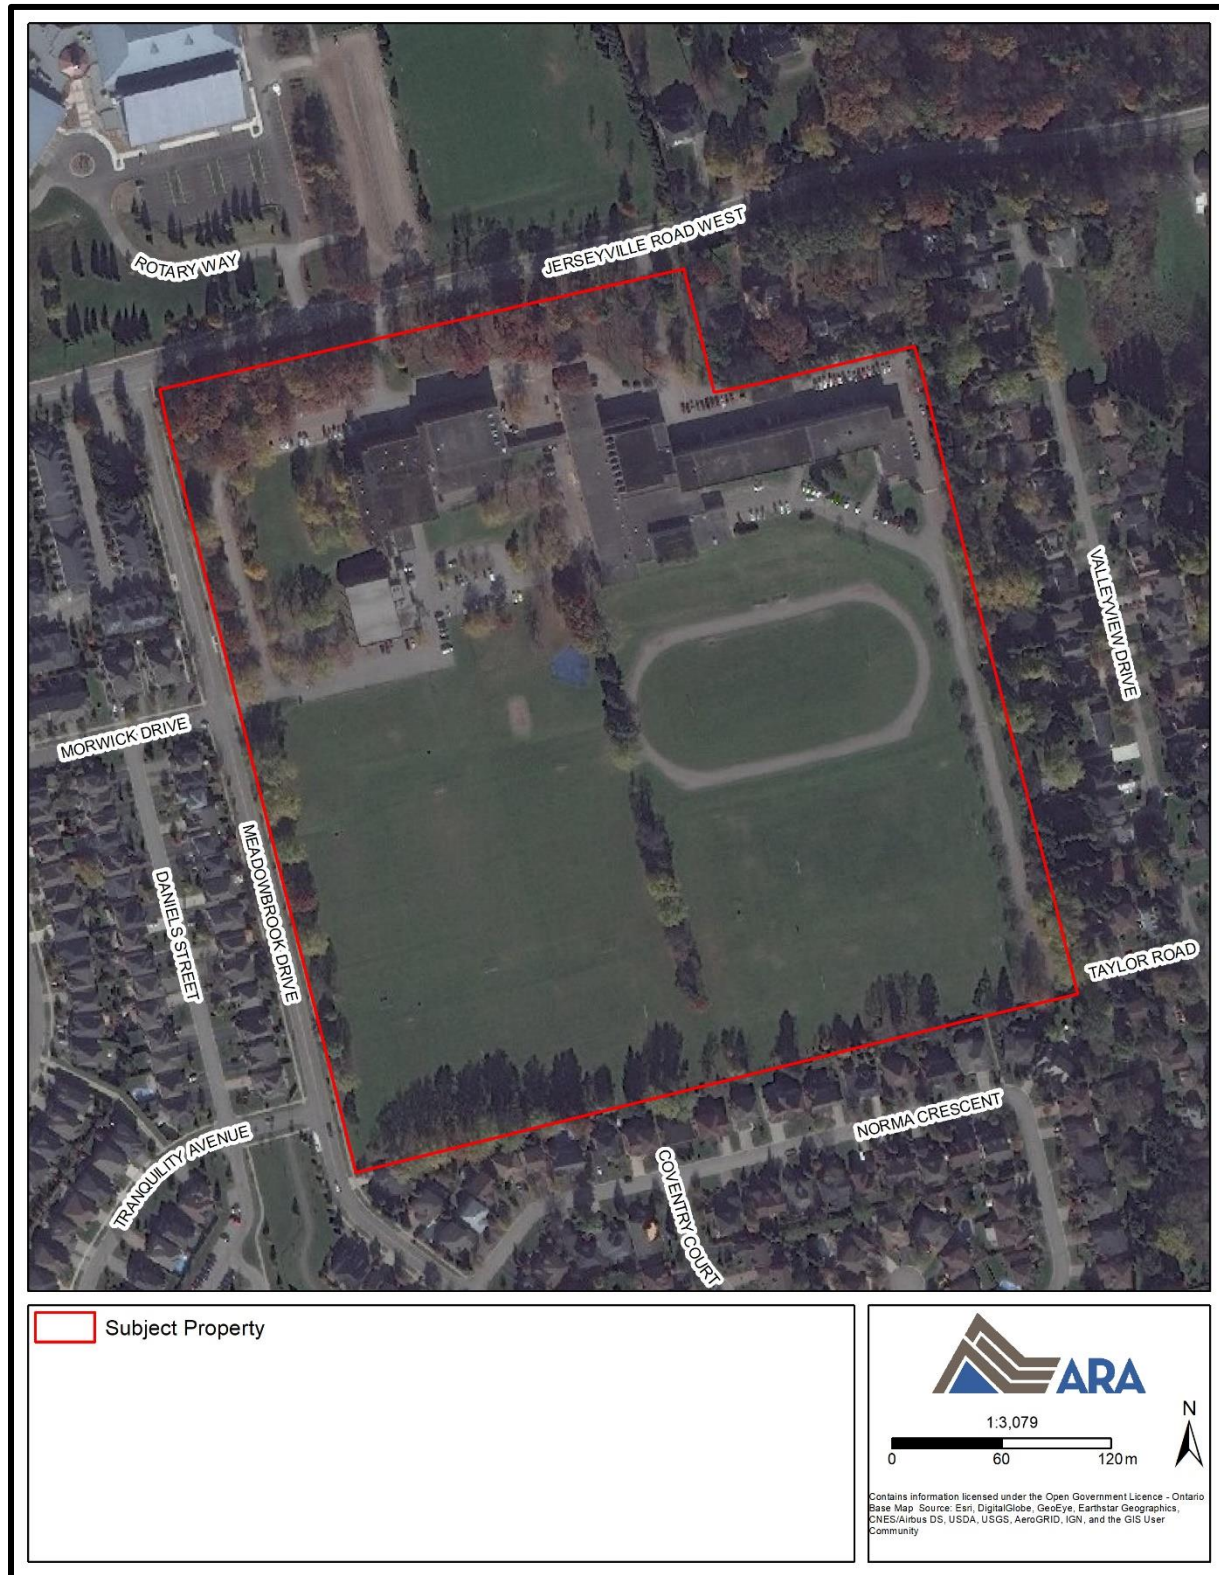 JERSEYVILLE ROAD WEST
ROTARY WAY
VALLEYVIEW DRIVE
MORWICK DRIVE
MEADOWBROOK DRIVE
DANIELS STREET
TAYLOR ROAD
NORMA CRESCENT
TRANQUILITY AVENUE
COVENTRY COURT
Subject Property
ARA
1:3,079
N
0 60 120 m
Contains information licensed under the Open Government Licence - Ontario
Base Map Source: Esri, DigitalGlobe, GeoEye, Earthstar Geographics,
CNES/Airbus DS, USDA, USGS, AeroGRID, IGN, and the GIS User
Community